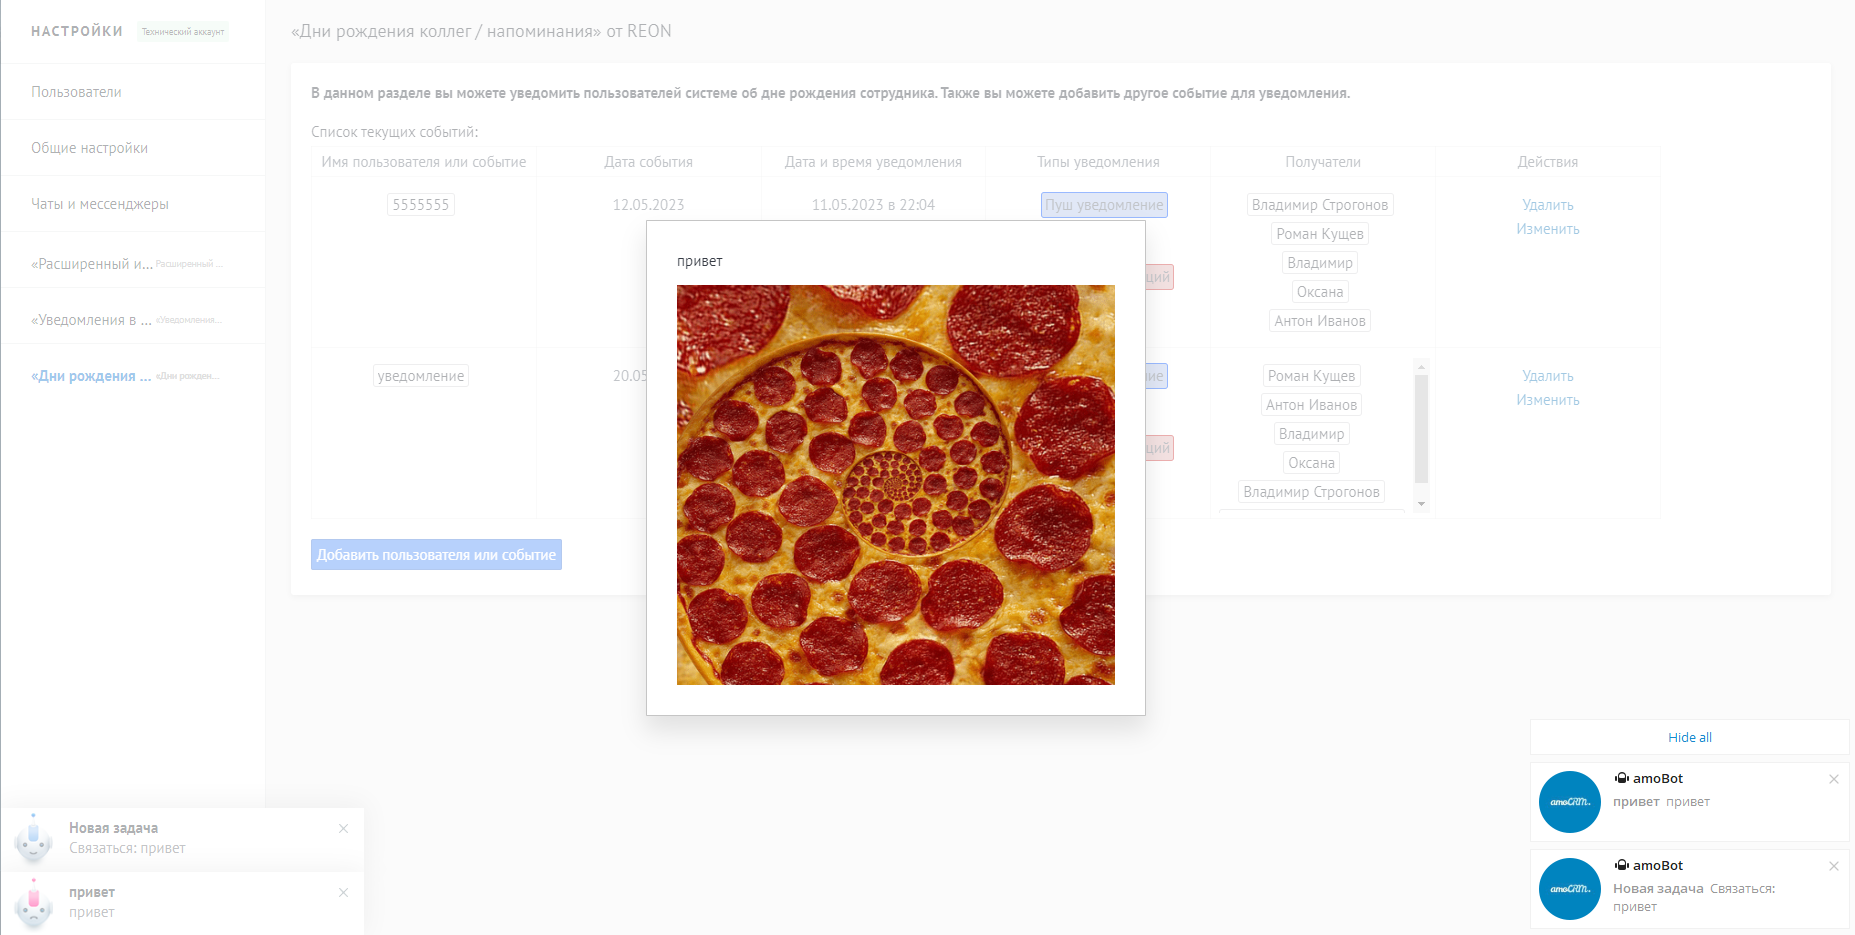 НАСТРОЙКИ
Технический аккаунт
Пользователи
Общие настройки
Чаты и мессенджеры
«Расширенный и... Расширенный ...
«Уведомления в ... «Уведомления...
«Дни рождения ... «Дни рожден...
«Дни рождения коллег / напоминания» от REON
В данном разделе вы можете уведомить пользователей системе об дне рождения сотрудника. Также вы можете добавить другое событие для уведомления.
Список текущих событий:
Имя пользователя или событие
Дата события
Дата и время уведомления
Типы уведомления
Получатели
Действия
5555555
12.05.2023
11.05.2023 в 22:04
Пуш уведомление
ций
Владимир Строгонов
Роман Кущев
Владимир
Оксана
Антон Иванов
Удалить
Изменить
уведомление
20.05
ие
ций
Роман Кущев
Антон Иванов
Владимир
Оксана
Владимир Строгонов
Удалить
Изменить
Добавить пользователя или событие
привет
Новая задача
Связаться: привет
привет
привет
Hide all
amoBot
amoCRM.
привет привет
amoBot
amoCRM.
Новая задача Связаться:
привет